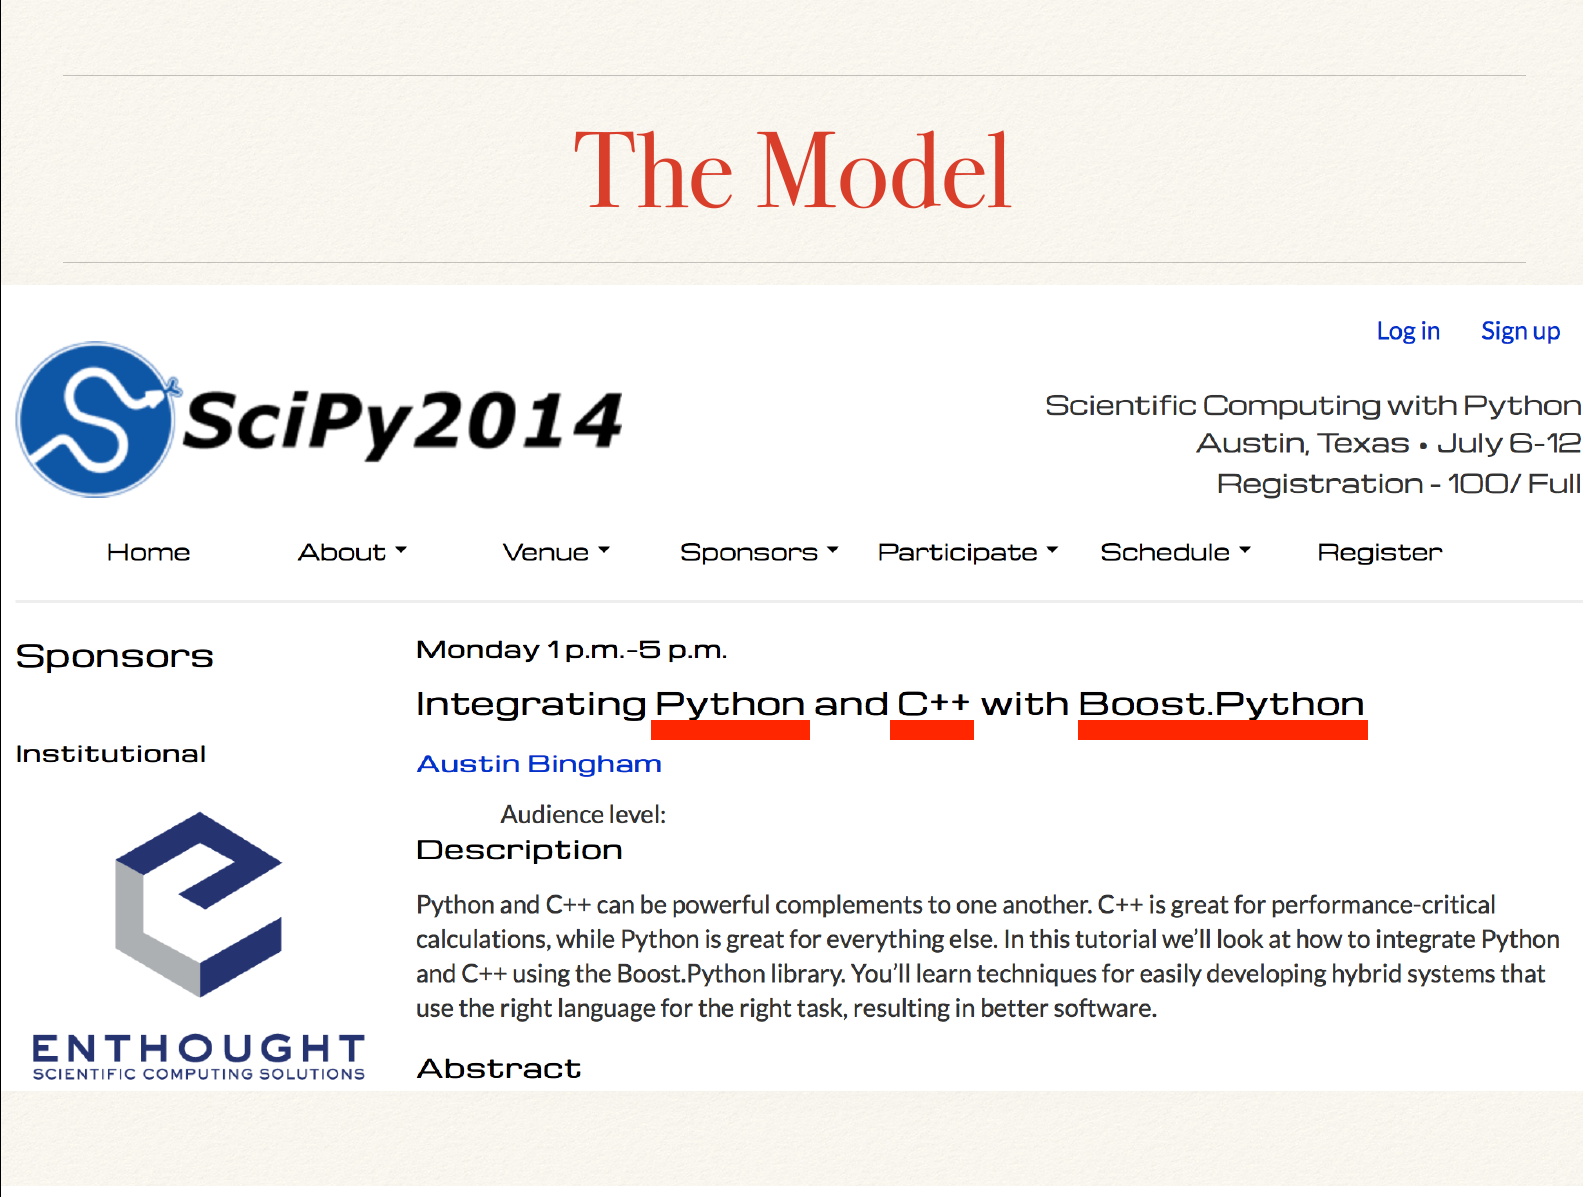 The Model
Log in Sign up
SciPy2014
Scientific Computing with Python
Austin, Texas • July 6-12
Registration - 100/ Full
Home About Venue Sponsors Participate Schedule Register
Sponsors
Institutional
ENTHOUGHT
SCIENTIFIC COMPUTING SOLUTIONS
Monday 1 p.m.-5 p.m.
Integrating Python and C++ with Boost.Python
Austin Bingham
Audience level:
Description
Python and C++ can be powerful complements to one another. C++ is great for performance-critical
calculations, while Python is great for everything else. In this tutorial we’ll look at how to integrate Python
and C++ using the Boost.Python library. You’ll learn techniques for easily developing hybrid systems that
use the right language for the right task, resulting in better software.
Abstract